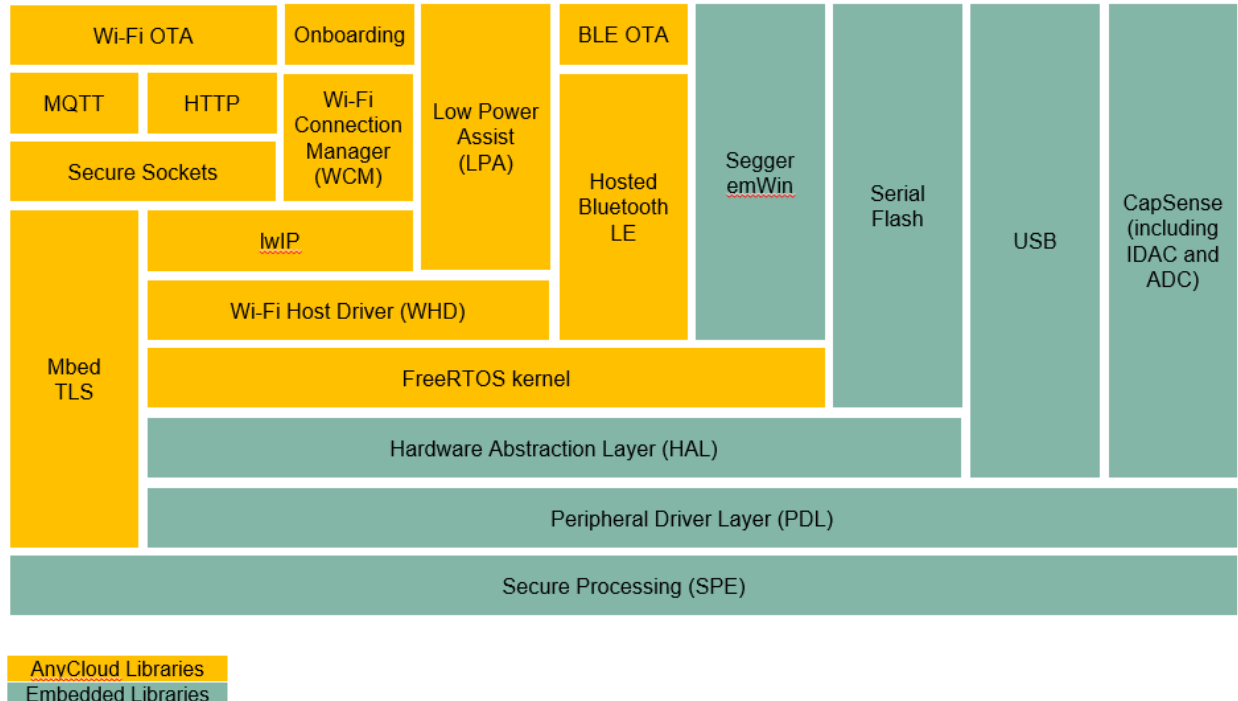 Wi-Fi OTA
Onboarding
BLE OTA
MQTT
HTTP
Wi-Fi
Connection
Manager
(WCM)
Low Power
Assist
(LPA)
Secure Sockets
Hosted
Bluetooth
LE
Segger
emWin
Serial
Flash
USB
CapSense
(including
IDAC and
ADC)
lwIP
Wi-Fi Host Driver (WHD)
Mbed
TLS
FreeRTOS kernel
Hardware Abstraction Layer (HAL)
Peripheral Driver Layer (PDL)
Secure Processing (SPE)
AnyCloud Libraries
Embedded Libraries